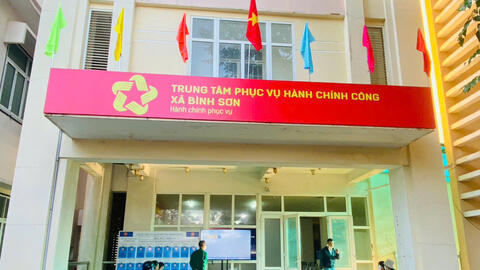 TRUNG TÂM PHỤC VỤ HÀNH CHÍNH CÔNG
XÃ BÌNH SƠN
Hành chính phục vụ